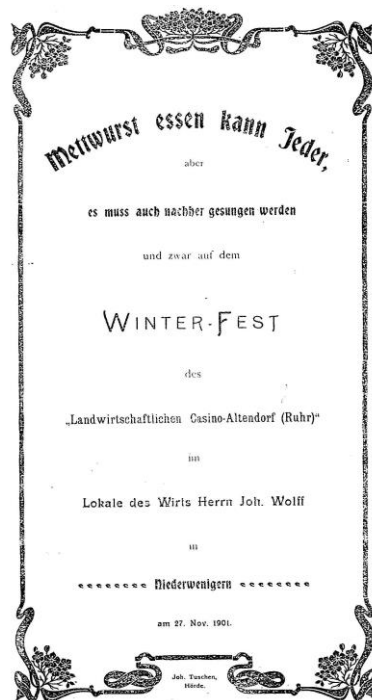 Mettwurst essen kann Jeder,
aber
es muss auch nachher gesungen werden
und zwar auf dem
WINTER-FEST
des
„Landwirtschaftlichen Casino-Altendorf (Ruhr)“
im
Lokale des Wirts Herrn Joh. Wolff
in
Niederwenigern
am 27. Nov. 1901.
Joh. Tuschen,
Hörde.